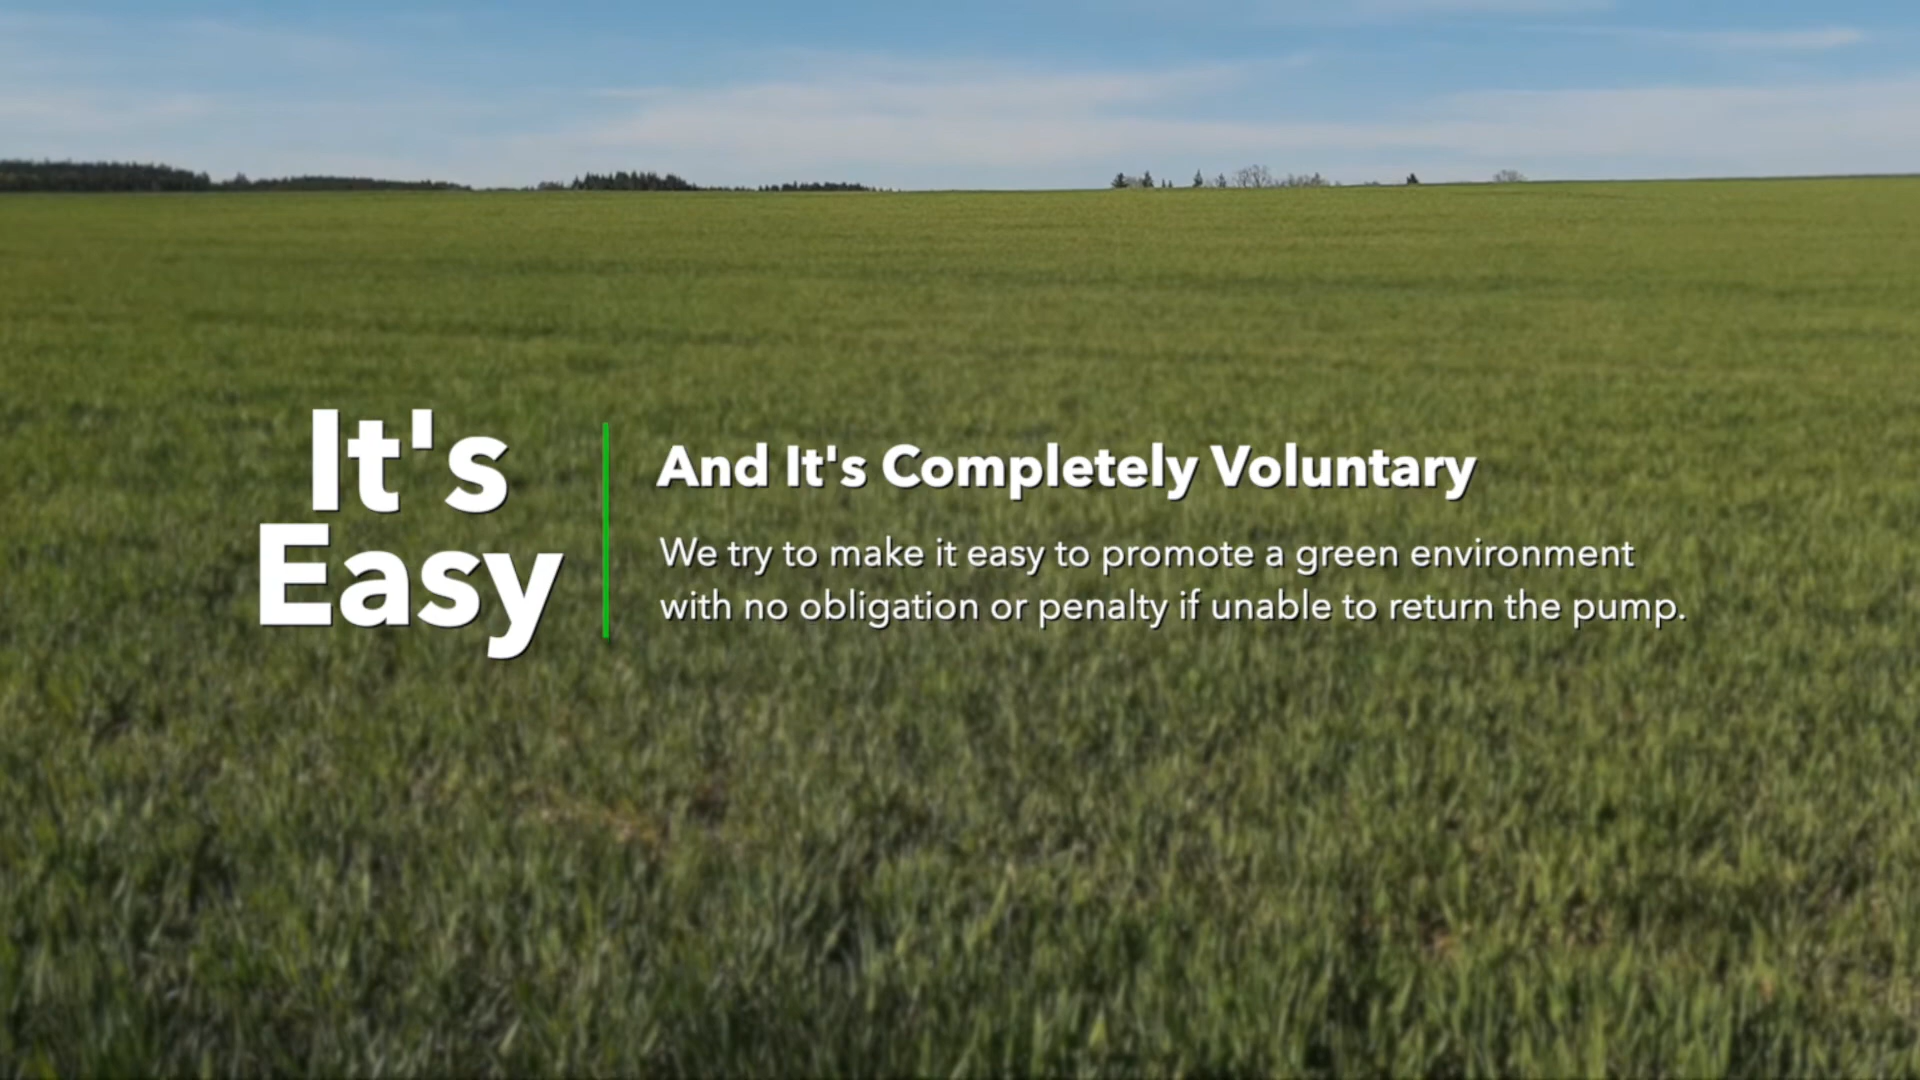 It's
Easy
And It's Completely Voluntary
We try to make it easy to promote a green environment
with no obligation or penalty if unable to return the pump.